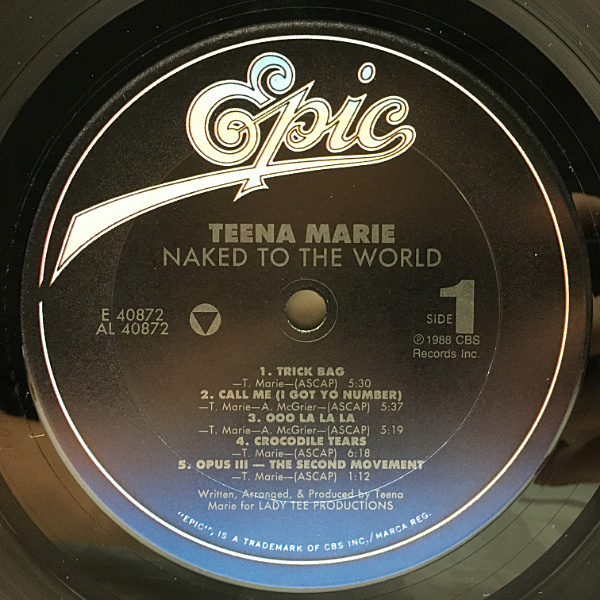 Epic
TEENA MARIE
NAKED TO THE WORLD
E 40872
AL 40872
SIDE 1
℗ 1988 CBS
Records Inc.
1. TRICK BAG
—T. Marie—(ASCAP) 5:30
2. CALL ME (I GOT YO NUMBER)
—T. Marie—A. McGrier—(ASCAP) 5:37
3. OOO LA LA LA
—T. Marie—A. McGrier—(ASCAP) 5:19
4. CROCODILE TEARS
—T. Marie—(ASCAP) 6:18
5. OPUS III — THE SECOND MOVEMENT
—T. Marie—(ASCAP) 1:12
Written, Arranged, & Produced by Teena
Marie for LADY TEE PRODUCTIONS
"EPIC", IS A TRADEMARK OF CBS INC./MARCA REG.